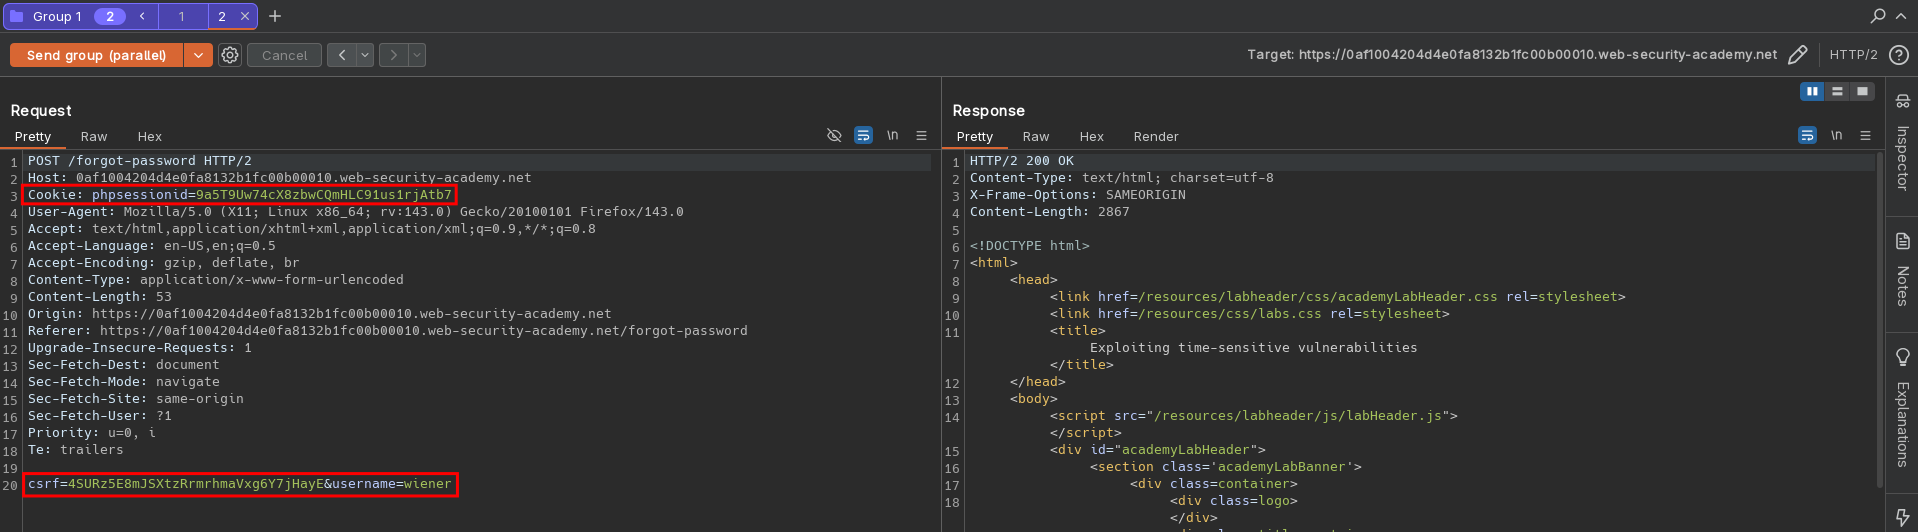 Group 1 2 1 2
Send group (parallel) Cancel Target: https://0af1004204d4e0fa8132b1fc00b00010.web-security-academy.net HTTP/2
Request
Pretty Raw Hex \n
1 POST /forgot-password HTTP/2
2 Host: 0af1004204d4e0fa8132b1fc00b00010.web-security-academy.net
3 Cookie: phpsessionid=9a5T9Uw74cX8zbwCQmHLC91us1rjAtb7
4 User-Agent: Mozilla/5.0 (X11; Linux x86_64; rv:143.0) Gecko/20100101 Firefox/143.0
5 Accept: text/html,application/xhtml+xml,application/xml;q=0.9,*/*;q=0.8
6 Accept-Language: en-US,en;q=0.5
7 Accept-Encoding: gzip, deflate, br
8 Content-Type: application/x-www-form-urlencoded
9 Content-Length: 53
10 Origin: https://0af1004204d4e0fa8132b1fc00b00010.web-security-academy.net
11 Referer: https://0af1004204d4e0fa8132b1fc00b00010.web-security-academy.net/forgot-password
12 Upgrade-Insecure-Requests: 1
13 Sec-Fetch-Dest: document
14 Sec-Fetch-Mode: navigate
15 Sec-Fetch-Site: same-origin
16 Sec-Fetch-User: ?1
17 Priority: u=0, i
18 Te: trailers
19
20 csrf=4SURz5E8mJSXtzRrmrhmaVxg6Y7jHayE&username=wiener
Response
Pretty Raw Hex Render \n
1 HTTP/2 200 OK
2 Content-Type: text/html; charset=utf-8
3 X-Frame-Options: SAMEORIGIN
4 Content-Length: 2867
5
6 <!DOCTYPE html>
7 <html>
8 <head>
9 <link href=/resources/labheader/css/academyLabHeader.css rel=stylesheet>
10 <link href=/resources/css/labs.css rel=stylesheet>
11 <title>
Exploiting time-sensitive vulnerabilities
</title>
12 </head>
13 <body>
14 <script src="/resources/labheader/js/labHeader.js">
</script>
15 <div id="academyLabHeader">
16 <section class='academyLabBanner'>
17 <div class=container>
18 <div class=logo>
</div>
Inspector
Notes
Explanations